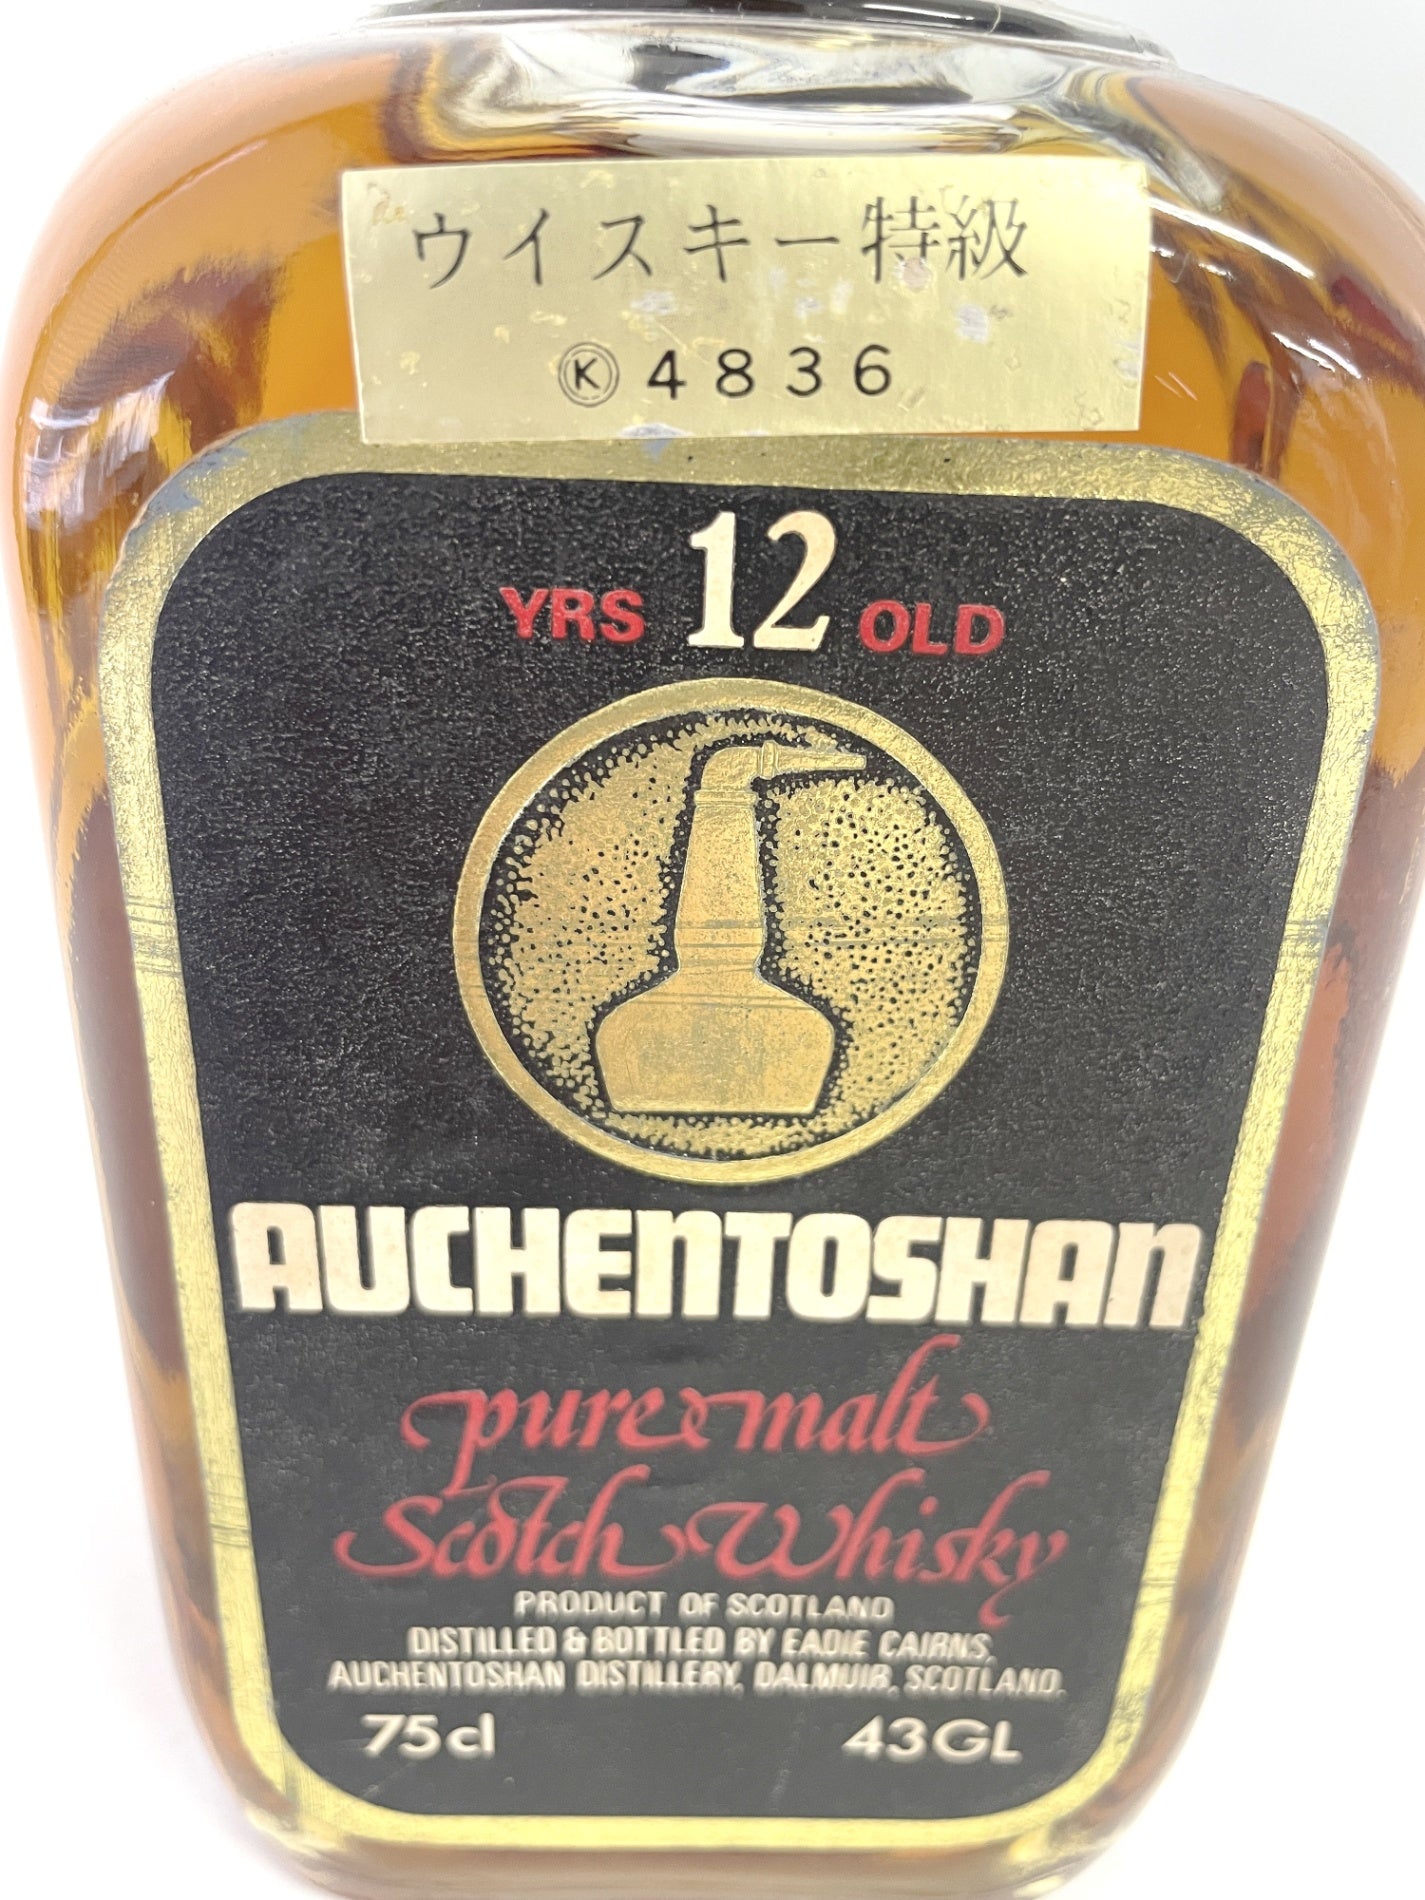 ウイスキー特級
Ⓚ4836
YRS 12 OLD
AUCHENTOSHAN
pure malt
Scotch Whisky
PRODUCT OF SCOTLAND
DISTILLED & BOTTLED BY EADIE CAIRNS,
AUCHENTOSHAN DISTILLERY, DALMUIR, SCOTLAND.
75cl 43GL